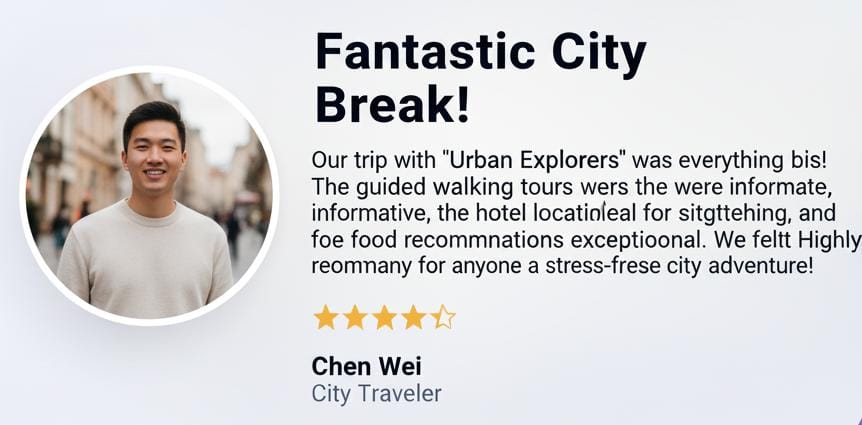 Fantastic City
Break!
Our trip with "Urban Explorers" was everything bis!
The guided walking tours wers the were informate,
informative, the hotel locatinleal for sitgttehing, and
foe food recommnations exceptioonal. We feltt Highly
reommany for anyone a stress-frese city adventure!
Chen Wei
City Traveler